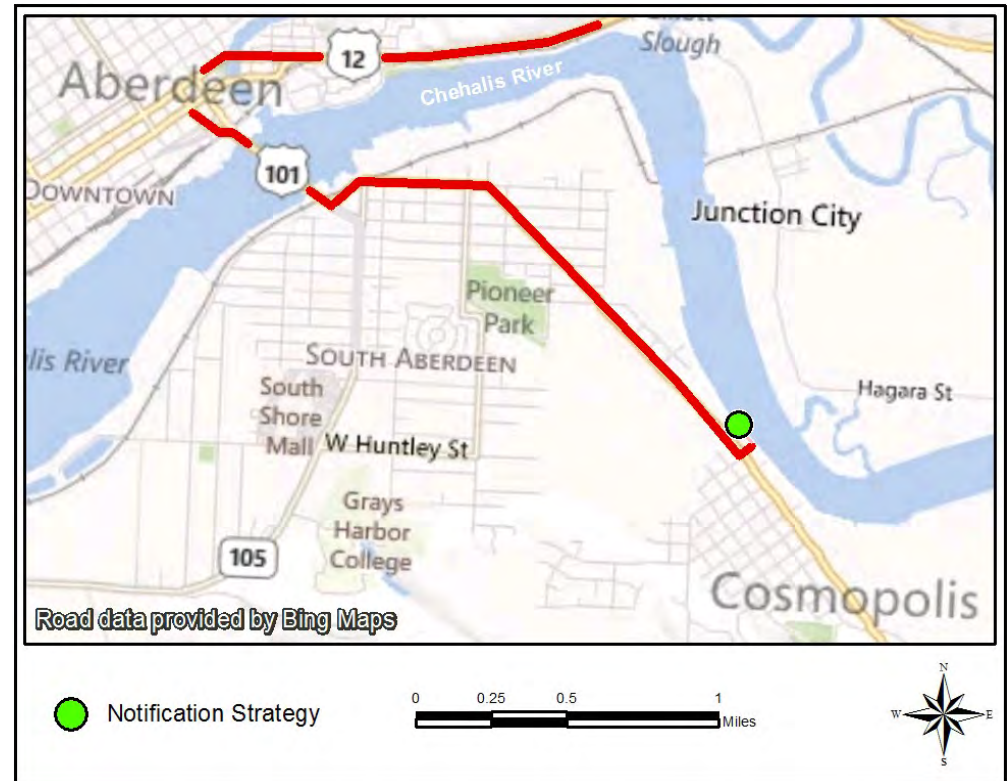 Slough
12
Aberdeen
Chehalis River
101
DOWNTOWN
Junction City
Pioneer
Park
lis River
SOUTH ABERDEEN
Hagara St
South
Shore
Mall
W Huntley St
Grays
Harbor
College
105
Cosmopolis
Road data provided by Bing Maps
Notification Strategy
0 0.25 0.5 1
Miles
N
W E
S